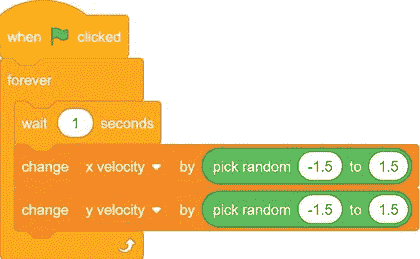 when clicked
forever
wait 1 seconds
change x velocity by pick random -1.5 to 1.5
change y velocity by pick random -1.5 to 1.5